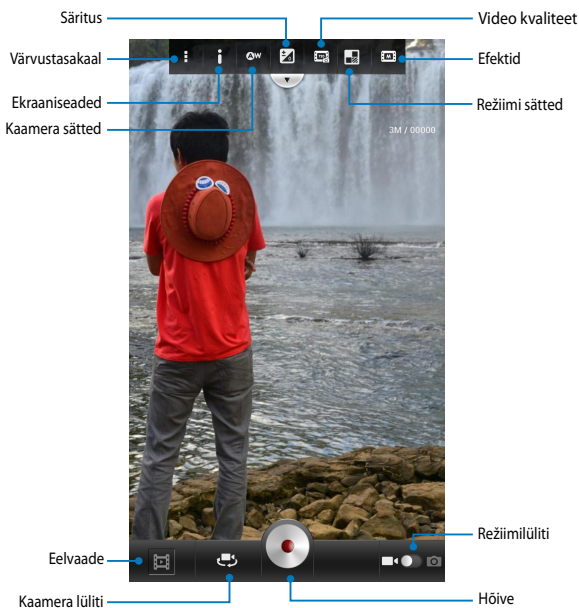 Säritus
Video kvaliteet
Värvustasakaal
Efektid
Ekraaniseaded
Režiimi sätted
Kaamera sätted
3M / 00000
Režiimilüliti
Eelvaade
Kaamera lüliti
Hõive